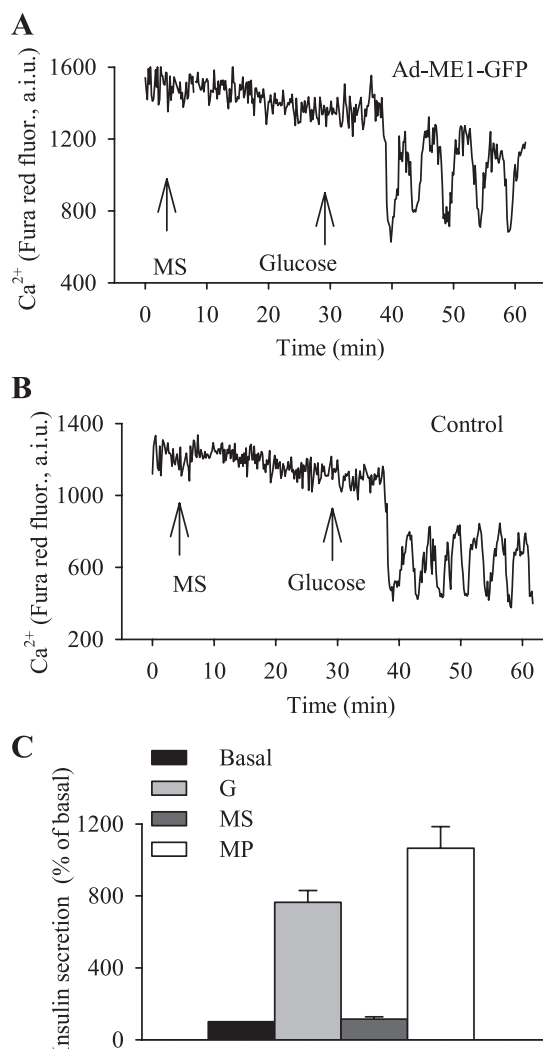 A
Ca2+ (Fura red fluor., a.i.u.)
1600
1200
800
400
Ad-ME1-GFP
MS
Glucose
0 10 20 30 40 50 60
Time (min)
B
Ca2+ (Fura red fluor., a.i.u.)
1400
1000
600
200
Control
MS
Glucose
0 10 20 30 40 50 60
Time (min)
C
Insulin secretion (% of basal)
Basal
G
MS
MP
1200
800
400
0